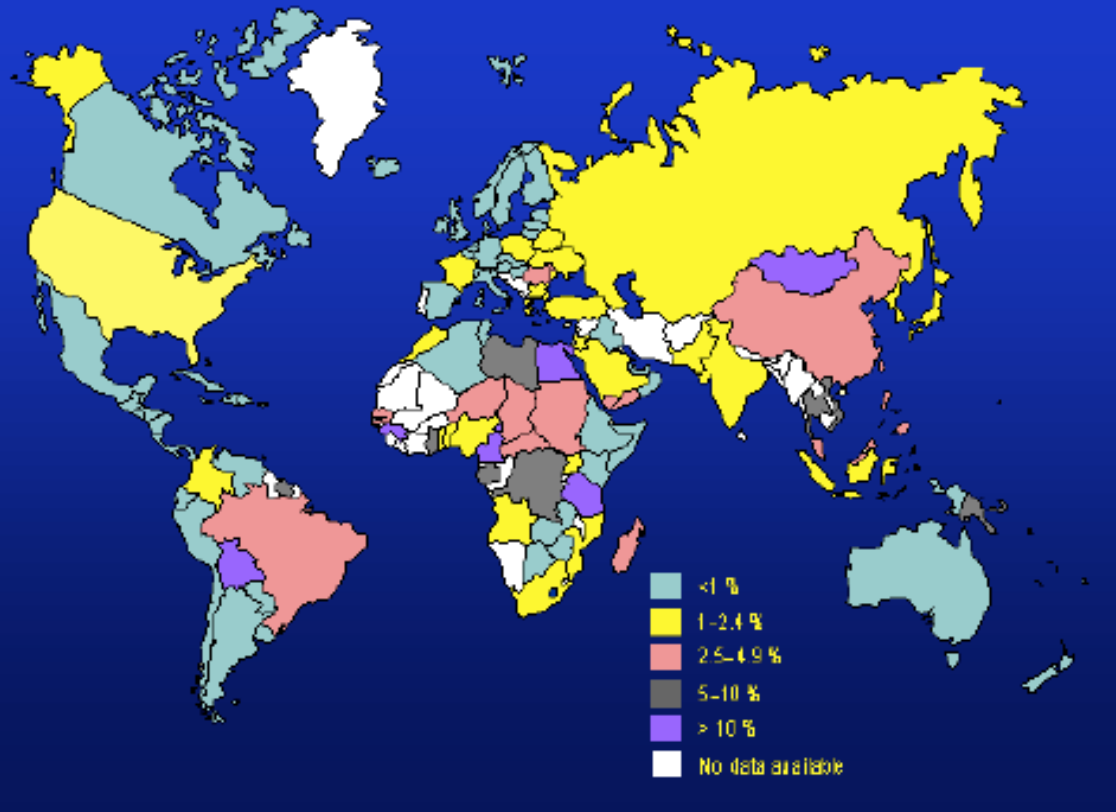 <1 %
1-2.4 %
2.5-4.9 %
5-10 %
> 10 %
No data available